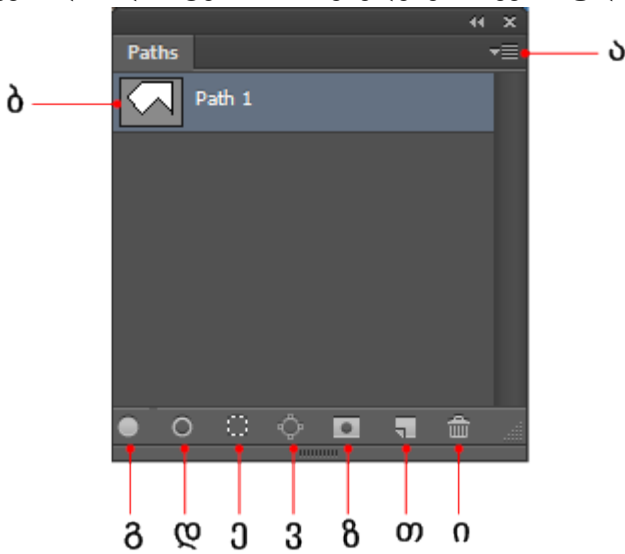 Paths
ა
ბ
Path 1
გ დ ე ვ ზ თ ი